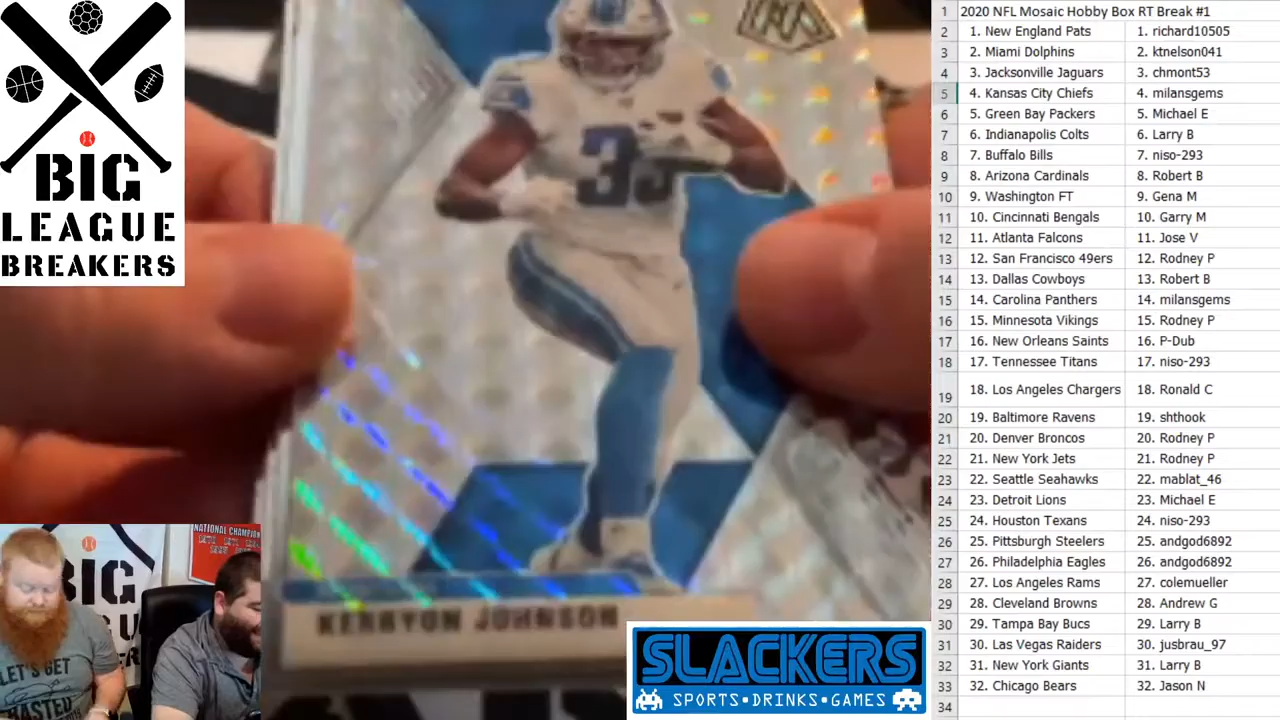 BIG
LEAGUE
BREAKERS
33
KERRYON JOHNSON
SLACKERS
SPORTS•DRINKS•GAMES
NATIONAL CHAMPION
BIG
LET'S GET
1 2020 NFL Mosaic Hobby Box RT Break #1
2 1. New England Pats 1. richard10505
3 2. Miami Dolphins 2. ktnelson041
4 3. Jacksonville Jaguars 3. chmont53
5 4. Kansas City Chiefs 4. milansgems
6 5. Green Bay Packers 5. Michael E
7 6. Indianapolis Colts 6. Larry B
8 7. Buffalo Bills 7. niso-293
9 8. Arizona Cardinals 8. Robert B
10 9. Washington FT 9. Gena M
11 10. Cincinnati Bengals 10. Garry M
12 11. Atlanta Falcons 11. Jose V
13 12. San Francisco 49ers 12. Rodney P
14 13. Dallas Cowboys 13. Robert B
15 14. Carolina Panthers 14. milansgems
16 15. Minnesota Vikings 15. Rodney P
17 16. New Orleans Saints 16. P-Dub
18 17. Tennessee Titans 17. niso-293
19 18. Los Angeles Chargers 18. Ronald C
20 19. Baltimore Ravens 19. shthook
21 20. Denver Broncos 20. Rodney P
22 21. New York Jets 21. Rodney P
23 22. Seattle Seahawks 22. mablat_46
24 23. Detroit Lions 23. Michael E
25 24. Houston Texans 24. niso-293
26 25. Pittsburgh Steelers 25. andgod6892
27 26. Philadelphia Eagles 26. andgod6892
28 27. Los Angeles Rams 27. colemueller
29 28. Cleveland Browns 28. Andrew G
30 29. Tampa Bay Bucs 29. Larry B
31 30. Las Vegas Raiders 30. jusbrau_97
32 31. New York Giants 31. Larry B
33 32. Chicago Bears 32. Jason N
34